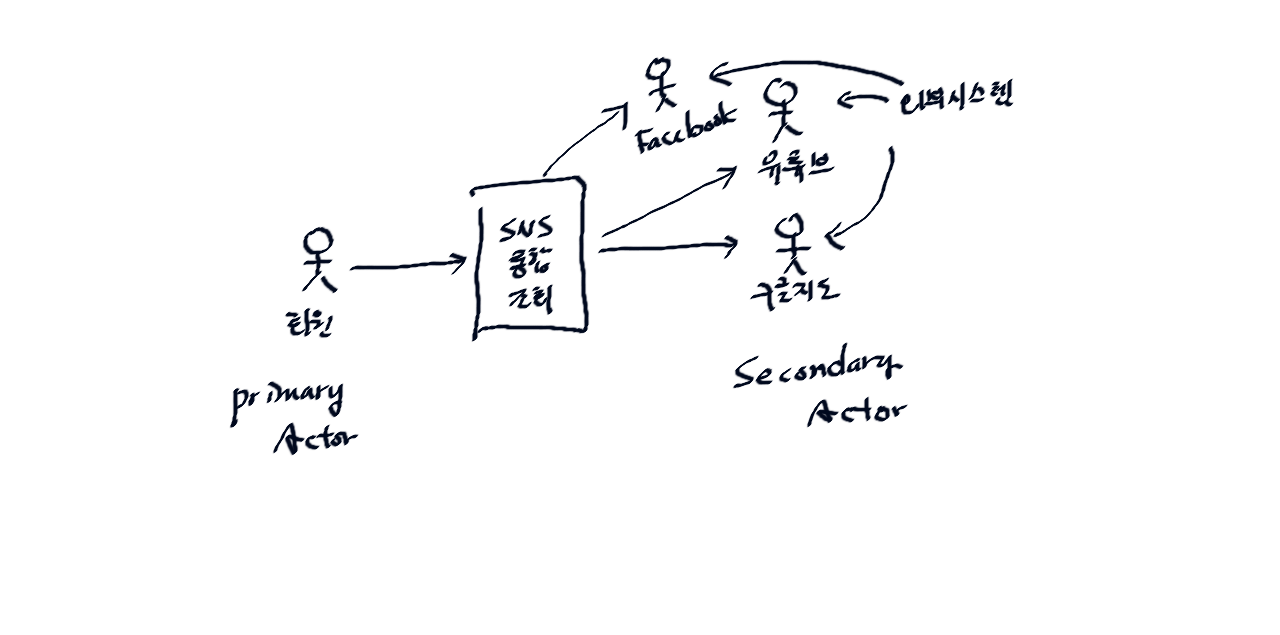 Facebook
유튜브
외부시스템
SNS
통합
조회
회원
구글지도
primary
Actor
Secondary
Actor